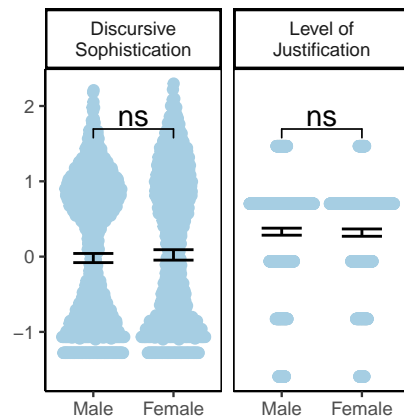 Discursive
Sophistication
Level of
Justification
2
1
0
−1
ns
ns
Male
Female
Male
Female